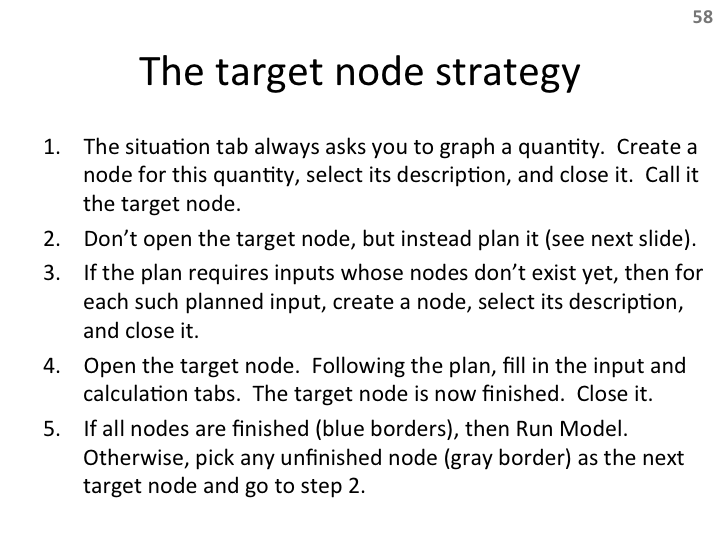 58
The target node strategy
1. The situation tab always asks you to graph a quantity. Create a
node for this quantity, select its description, and close it. Call it
the target node.
2. Don’t open the target node, but instead plan it (see next slide).
3. If the plan requires inputs whose nodes don’t exist yet, then for
each such planned input, create a node, select its description,
and close it.
4. Open the target node. Following the plan, fill in the input and
calculation tabs. The target node is now finished. Close it.
5. If all nodes are finished (blue borders), then Run Model.
Otherwise, pick any unfinished node (gray border) as the next
target node and go to step 2.